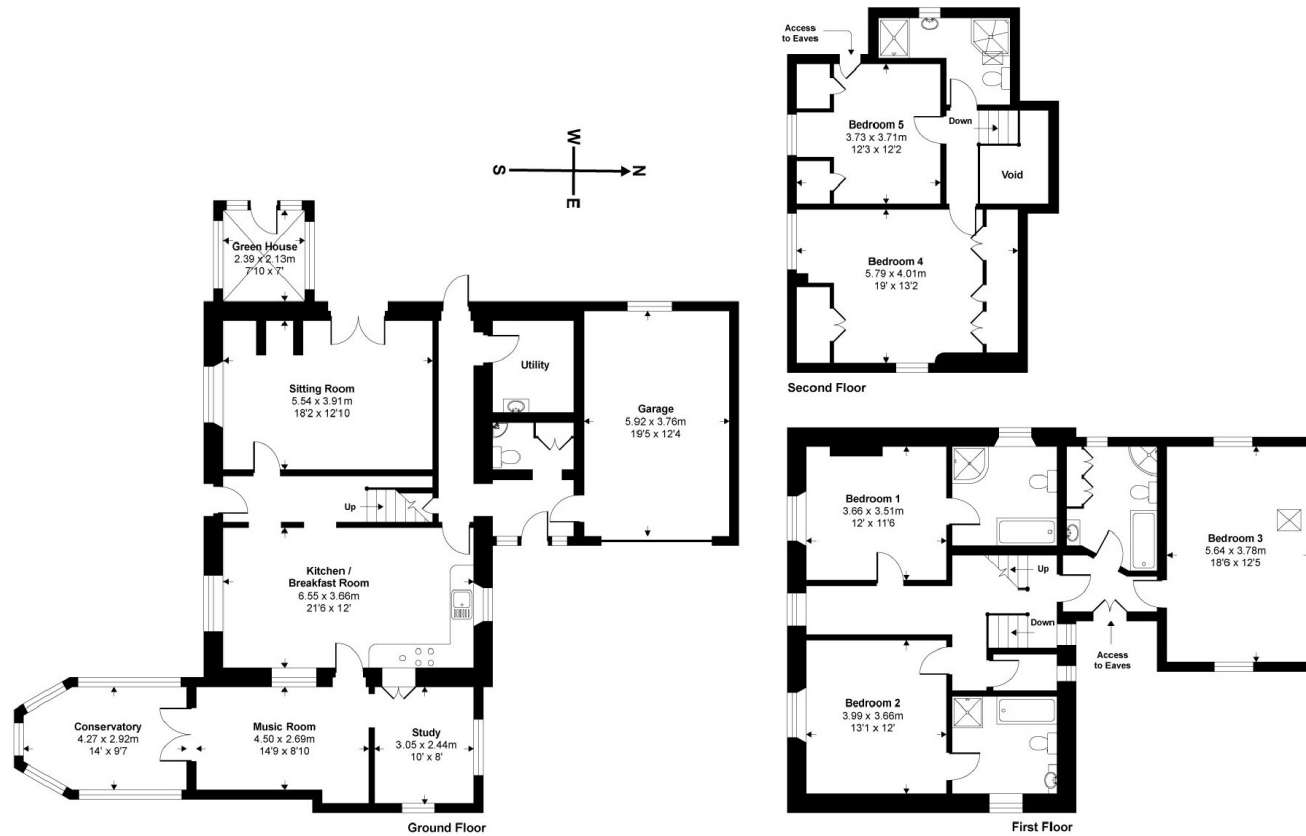 W
S
N
E
Green House
2.39 x 2.13m
7'10 x 7'
Sitting Room
5.54 x 3.91m
18'2 x 12'10
Utility
Garage
5.92 x 3.76m
19'5 x 12'4
Up
Kitchen /
Breakfast Room
6.55 x 3.66m
21'6 x 12'
Conservatory
4.27 x 2.92m
14' x 9'7
Music Room
4.50 x 2.69m
14'9 x 8'10
Study
3.05 x 2.44m
10' x 8'
Ground Floor
Access
to Eaves
Bedroom 5
3.73 x 3.71m
12'3 x 12'2
Down
Void
Bedroom 4
5.79 x 4.01m
19' x 13'2
Second Floor
Bedroom 1
3.66 x 3.51m
12' x 11'6
Bedroom 3
5.64 x 3.78m
18'6 x 12'5
Up
Down
Access
to Eaves
Bedroom 2
3.99 x 3.66m
13'1 x 12'
First Floor